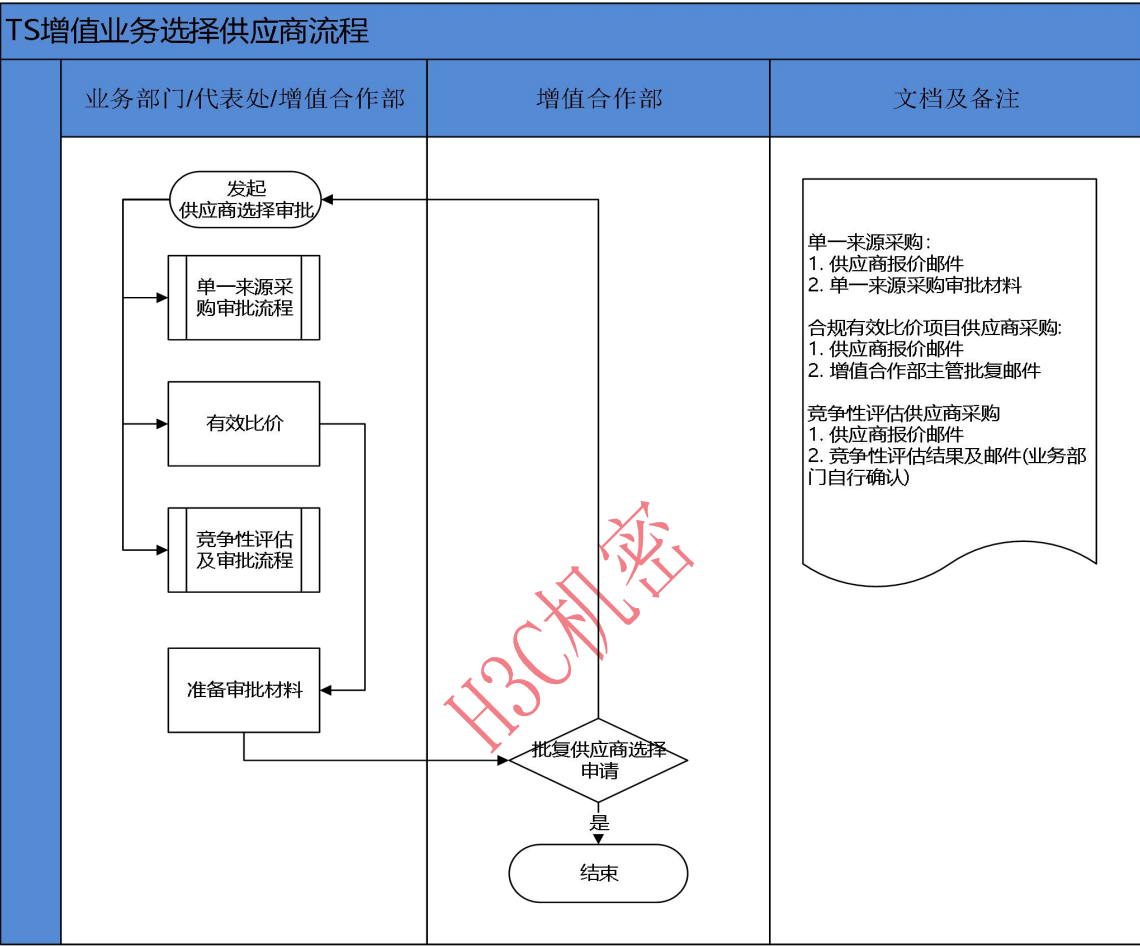 TS增值业务选择供应商流程
业务部门/代表处/增值合作部
增值合作部
文档及备注
发起
供应商选择审批
单一来源采
购审批流程
有效比价
竞争性评估
及审批流程
准备审批材料
批复供应商选择
申请
是
结束
单一来源采购:
1. 供应商报价邮件
2. 单一来源采购审批材料
合规有效比价项目供应商采购:
1. 供应商报价邮件
2. 增值合作部主管批复邮件
竞争性评估供应商采购
1. 供应商报价邮件
2. 竞争性评估结果及邮件(业务部
门自行确认)
H3C机密